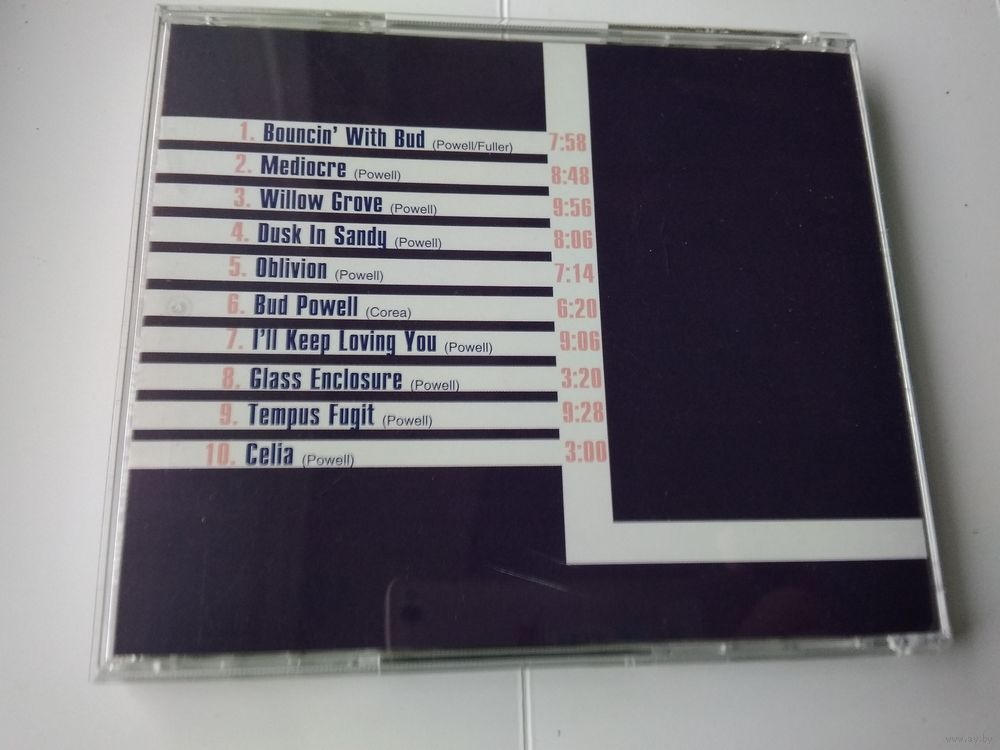 1. Bouncin' With Bud (Powell/Fuller) 7:58
2. Mediocre (Powell) 8:48
3. Willow Grove (Powell) 9:56
4. Dusk In Sandy (Powell) 8:06
5. Oblivion (Powell) 7:14
6. Bud Powell (Corea) 6:20
7. I'll Keep Loving You (Powell) 9:06
8. Glass Enclosure (Powell) 3:20
9. Tempus Fugit (Powell) 9:28
10. Celia (Powell) 3:00